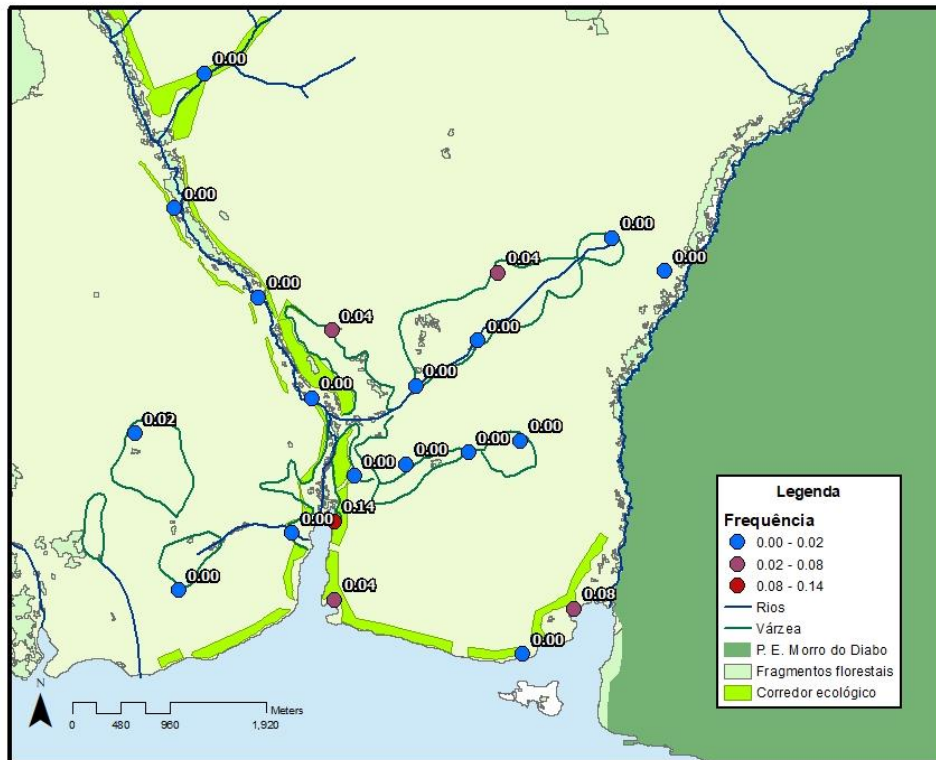 0.00
0.00
0.00
0.04
0.00
0.00
0.04
0.00
0.00
0.00
0.02
0.00
0.00
0.00
0.00
0.14
0.00
0.00
0.04
0.08
0.00
Legenda
Frequência
0.00 - 0.02
0.02 - 0.08
0.08 - 0.14
Rios
Várzea
P. E. Morro do Diabo
Fragmentos florestais
Corredor ecológico
N
Meters
0 480 960 1,920